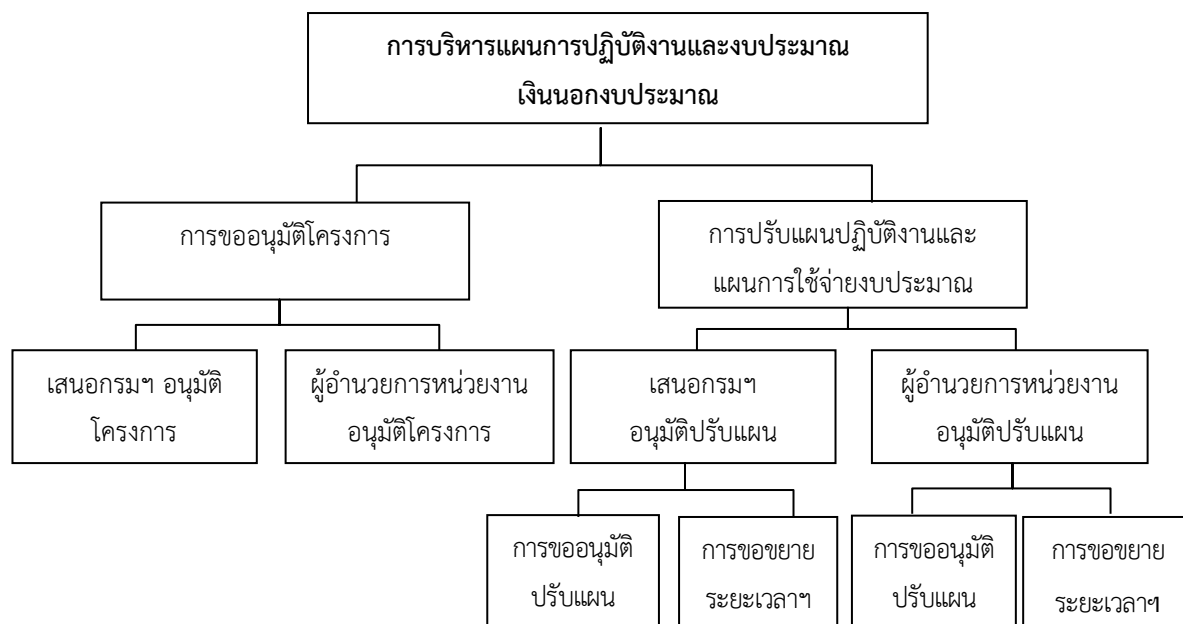 การบริหารแผนการปฏิบัติงานและงบประมาณ
เงินนอกงบประมาณ
การขออนุมัติโครงการ
การปรับแผนปฏิบัติงานและ
แผนการใช้จ่ายงบประมาณ
เสนอกรมฯ อนุมัติ
โครงการ
ผู้อำนวยการหน่วยงาน
อนุมัติโครงการ
เสนอกรมฯ
อนุมัติปรับแผน
ผู้อำนวยการหน่วยงาน
อนุมัติปรับแผน
การขออนุมัติ
ปรับแผน
การขอขยาย
ระยะเวลาฯ
การขออนุมัติ
ปรับแผน
การขอขยาย
ระยะเวลาฯ